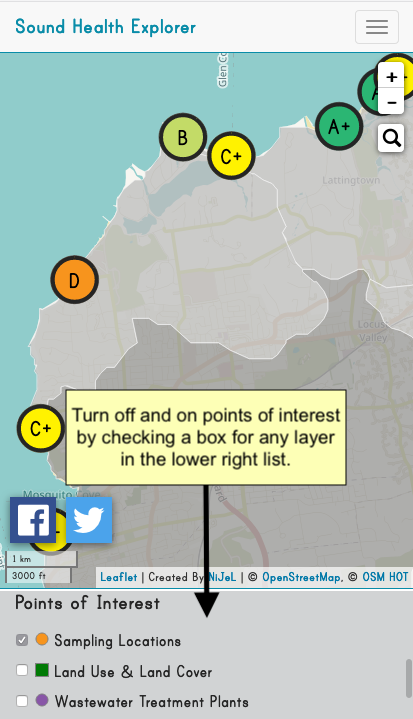 Sound Health Explorer
Glen Co
B
C+
A+
+
-
Lattingtown
D
Locus
Valley
C+
Turn off and on points of interest
by checking a box for any layer
in the lower right list.
Mosquito Cove
1 km
3000 ft
Leaflet | Created By NiJeL | © OpenStreetMap, © OSM HOT
Points of Interest
Sampling Locations
Land Use & Land Cover
Wastewater Treatment Plants